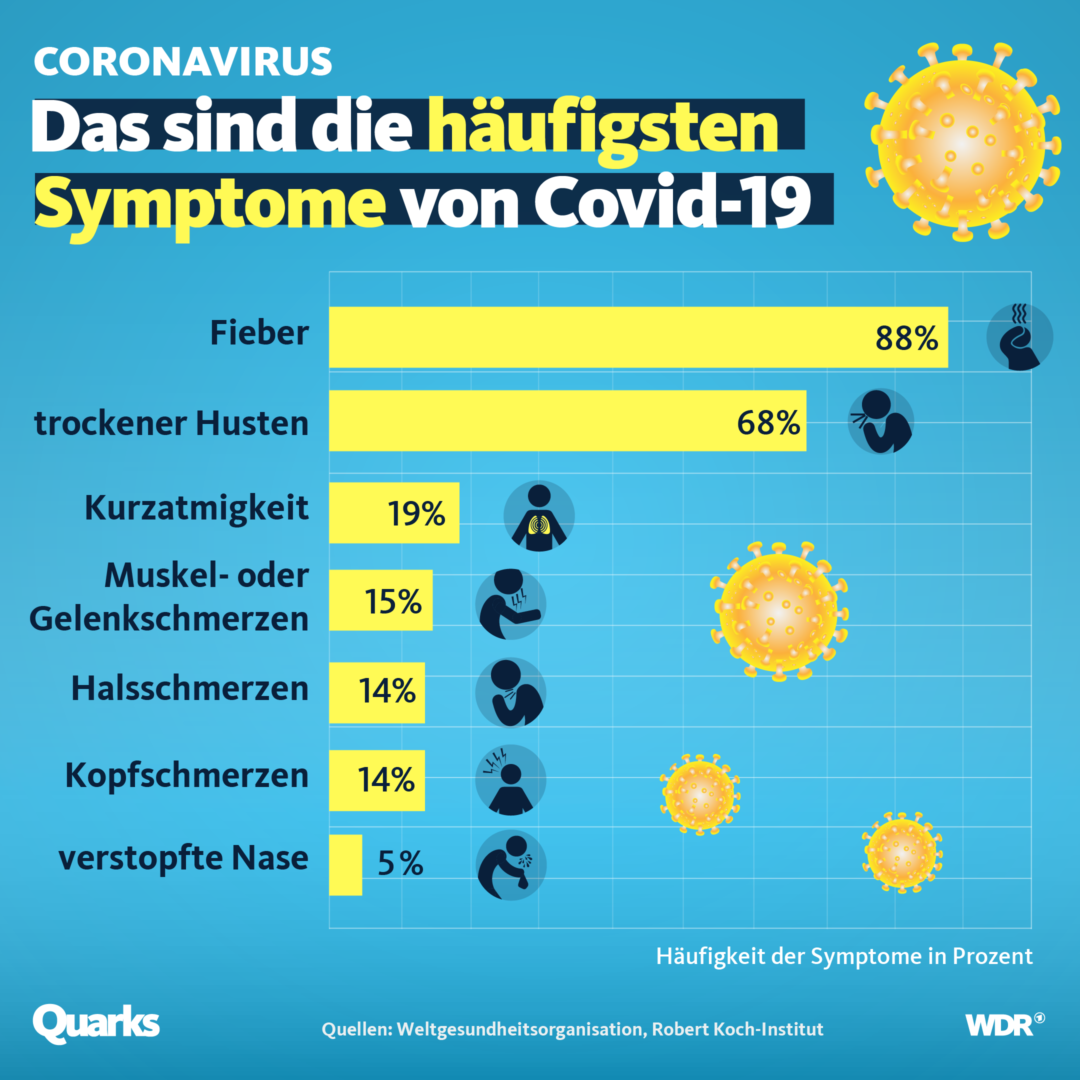 CORONAVIRUS
Das sind die häufigsten
Symptome von Covid-19
Fieber
88%
trockener Husten
68%
Kurzatmigkeit
19%
Muskel- oder
Gelenkschmerzen
15%
Halsschmerzen
14%
Kopfschmerzen
14%
verstopfte Nase
5%
Häufigkeit der Symptome in Prozent
Quarks
Quellen: Weltgesundheitsorganisation, Robert Koch-Institut
WDR